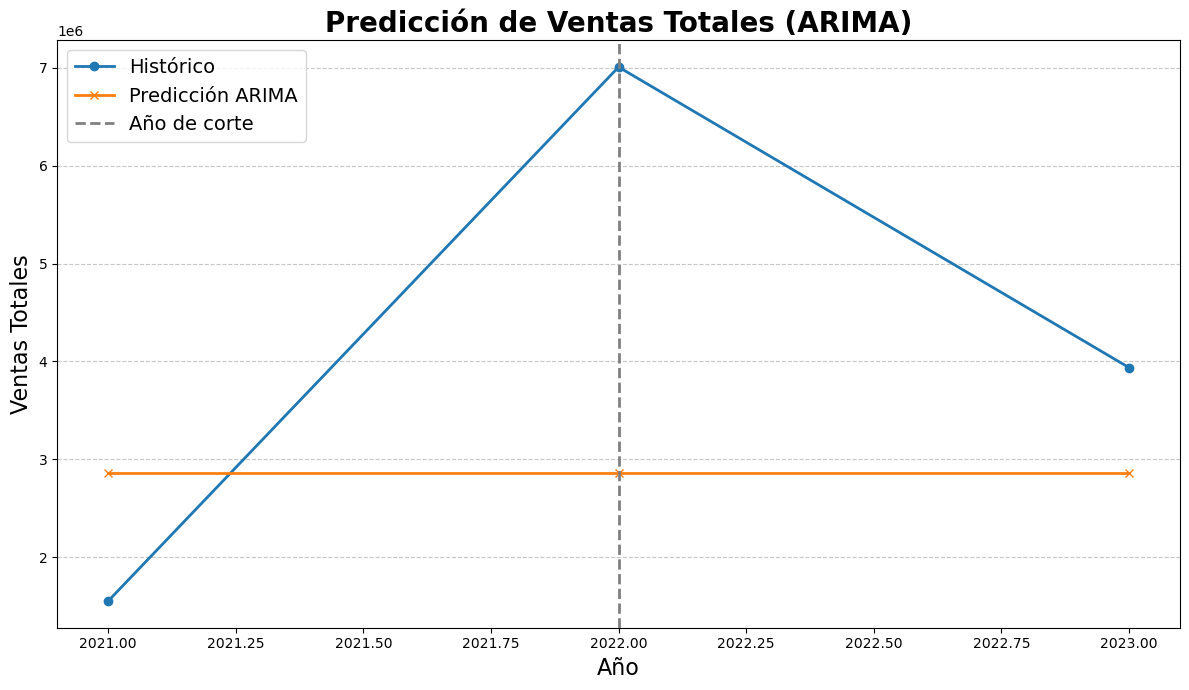 Predicción de Ventas Totales (ARIMA)
1e6
Histórico
Predicción ARIMA
Año de corte
7
6
5
4
3
2
Ventas Totales
2021.00 2021.25 2021.50 2021.75 2022.00 2022.25 2022.50 2022.75 2023.00
Año